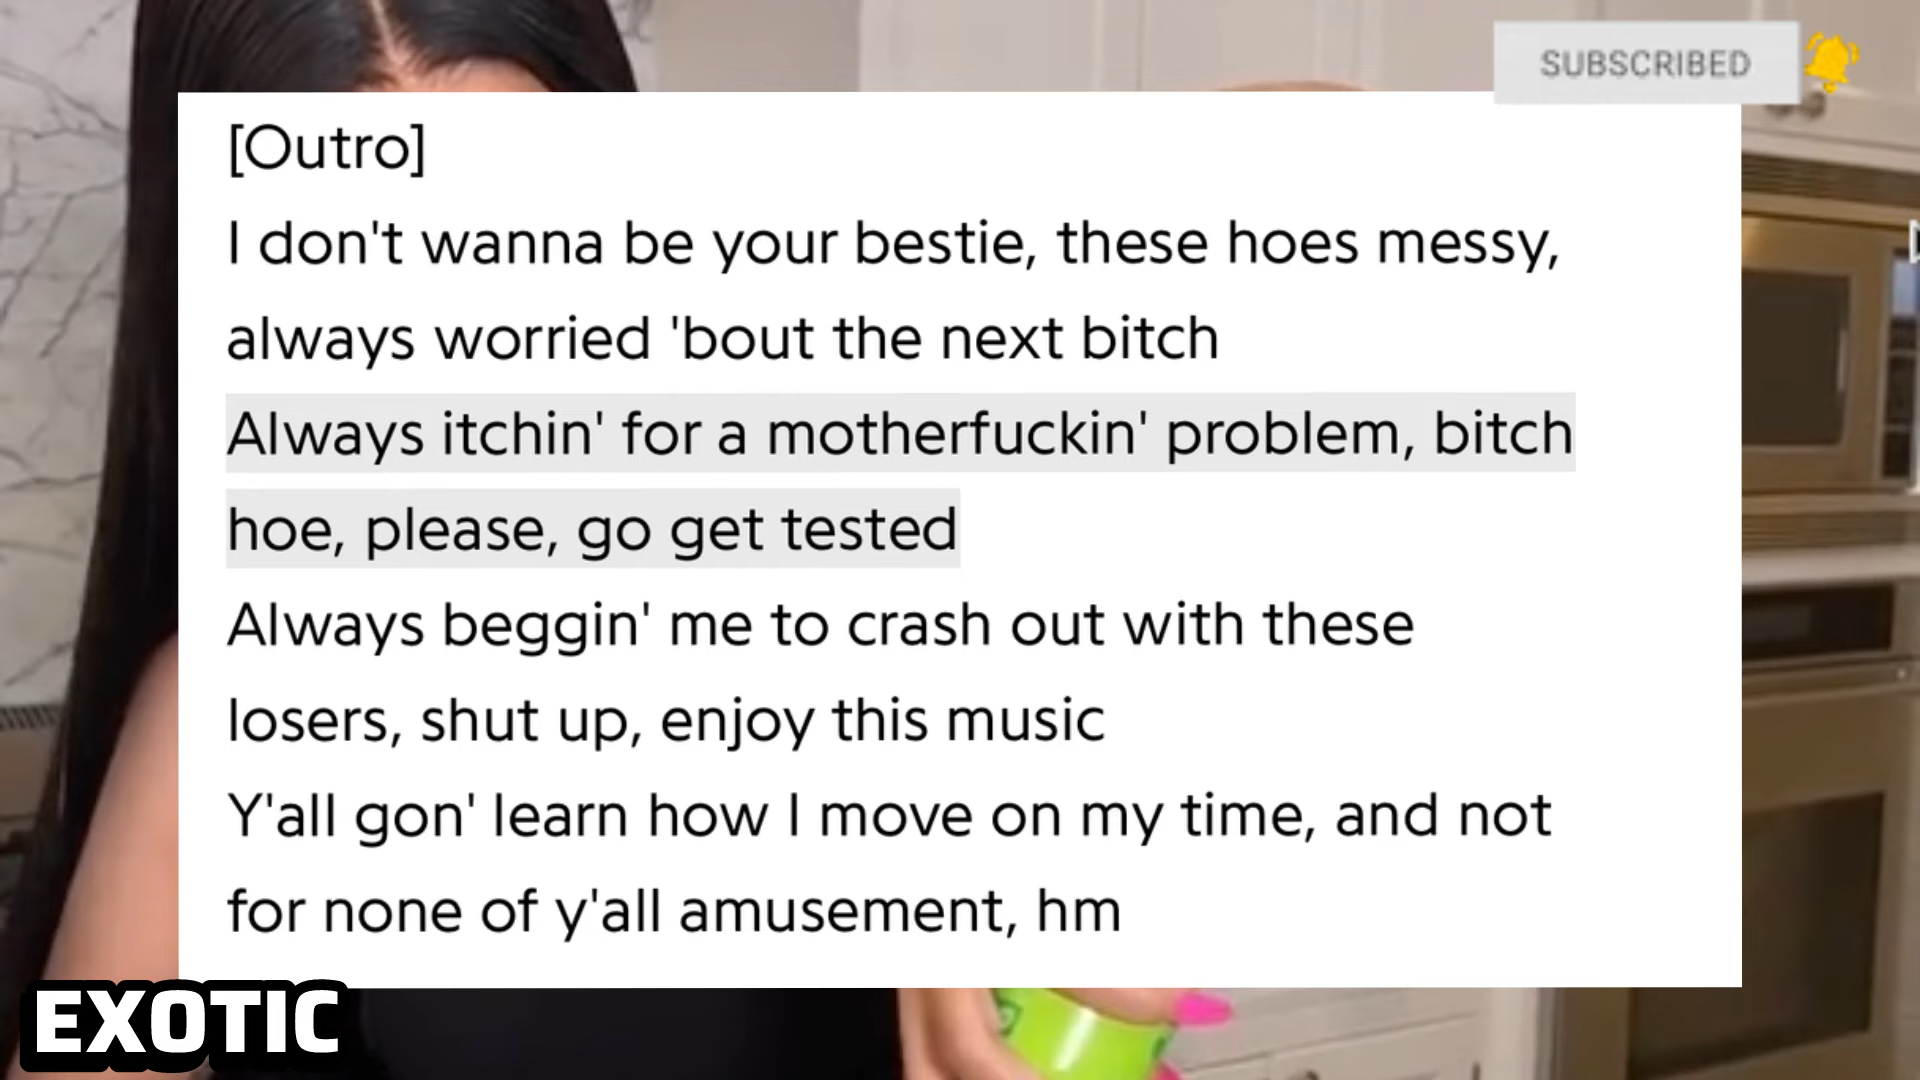 SUBSCRIBED
[Outro]
I don't wanna be your bestie, these hoes messy,
always worried 'bout the next bitch
Always itchin' for a motherfuckin' problem, bitch
hoe, please, go get tested
Always beggin' me to crash out with these
losers, shut up, enjoy this music
Y'all gon' learn how I move on my time, and not
for none of y'all amusement, hm
EXOTIC